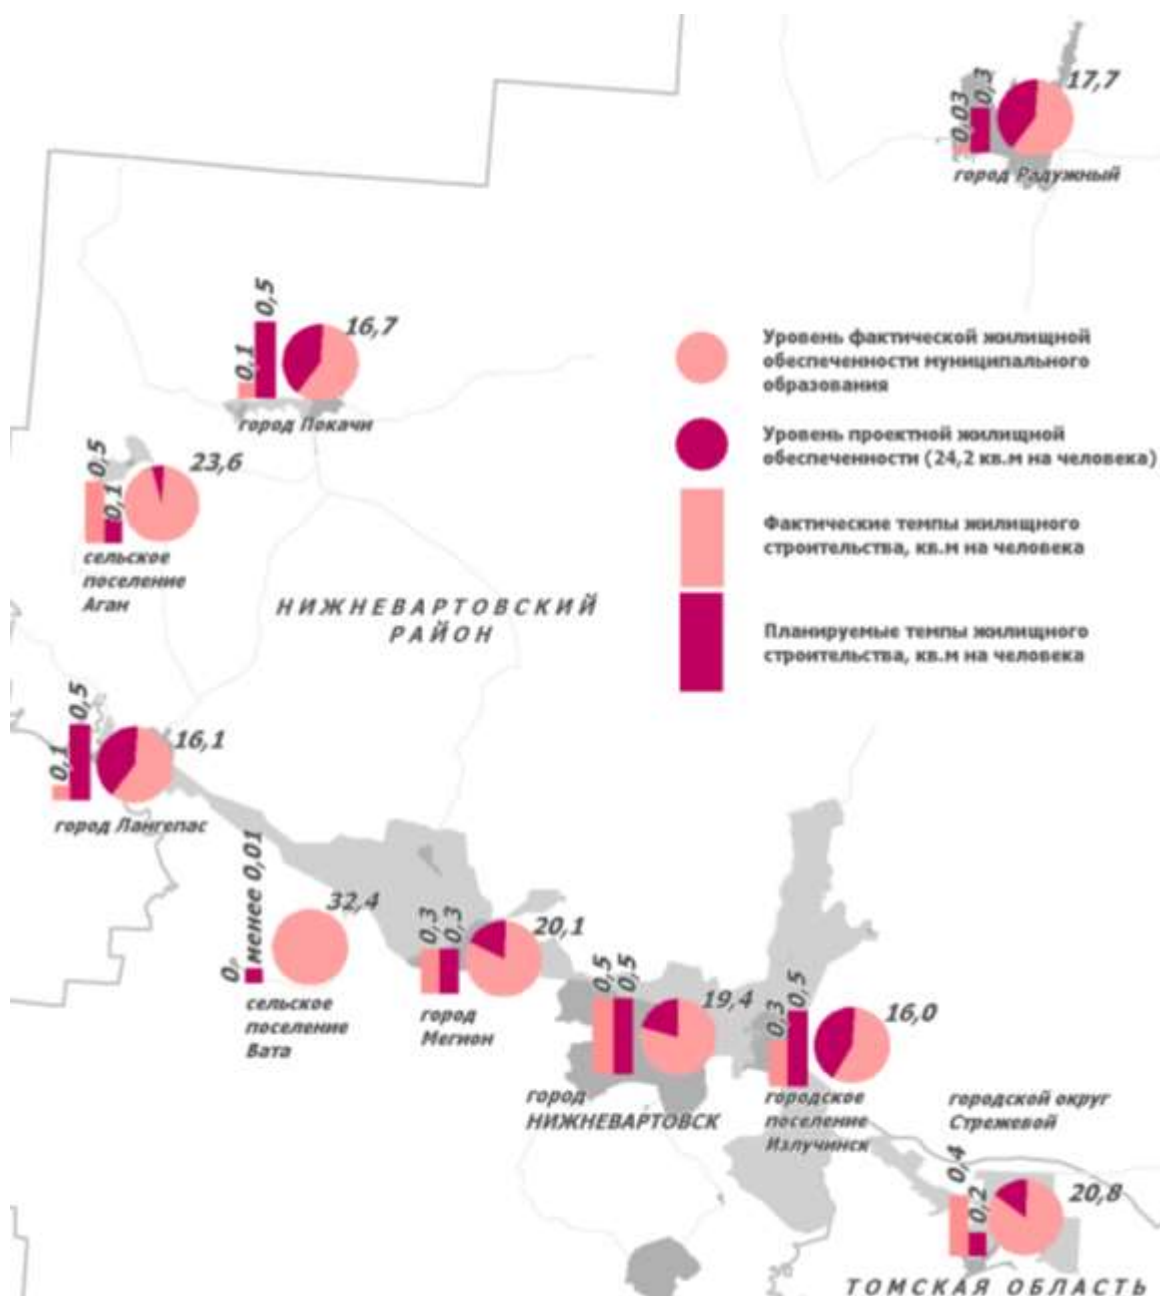 17,7
0,03
0,3
город Радужный
0,1
0,5
16,7
город Покачи
Уровень фактической жилищной
обеспеченности муниципального
образования
Уровень проектной жилищной
обеспеченности (24,2 кв.м на человека)
Фактические темпы жилищного
строительства, кв.м на человека
Планируемые темпы жилищного
строительства, кв.м на человека
0,5
0,1
23,6
сельское
поселение
Аган
НИЖНЕВАРТОВСКИЙ
РАЙОН
0,1
0,5
16,1
город Лангепас
0,
менее 0,01
32,4
сельское
поселение
Вата
0,3
0,3
20,1
город
Мегион
0,5
0,5
19,4
город
НИЖНЕВАРТОВСК
0,3
0,5
16,0
городское
поселение
Излучинск
городской округ
Стрежевой
0,4
0,2
20,8
ТОМСКАЯ ОБЛАСТЬ